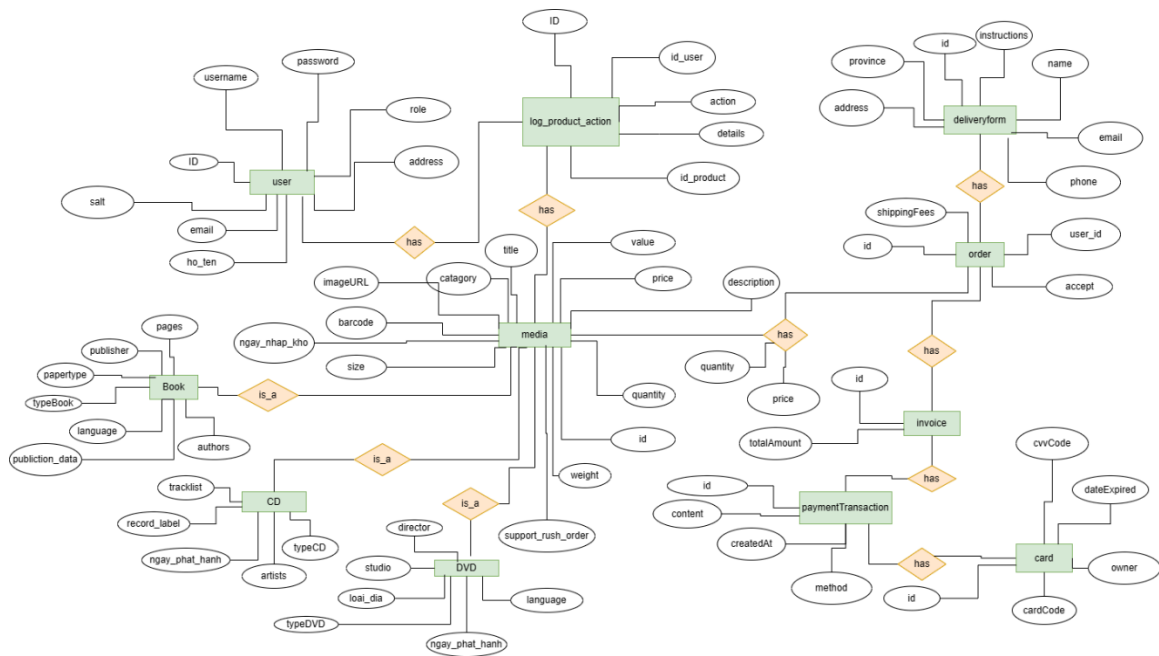 ID
instructions
id
password
id_user
province
name
username
action
role
log_product_action
deliveryform
address
details
email
ID
address
user
id_product
phone
has
salt
shippingFees
has
email
user_id
value
has
title
id
order
ho_ten
catagory
price
description
imageURL
accept
barcode
pages
media
has
ngay_nhap_kho
has
publisher
size
quantity
papertype
Book
is_a
quantity
price
id
typeBook
invoice
language
authors
id
totalAmount
cvvCode
publiction_data
is_a
weight
has
dateExpired
tracklist
id
CD
is_a
paymentTransaction
content
record_label
director
support_rush_order
createdAt
typeCD
card
ngay_phat_hanh
studio
DVD
has
owner
artists
method
id
loai_dia
language
cardCode
typeDVD
ngay_phat_hanh